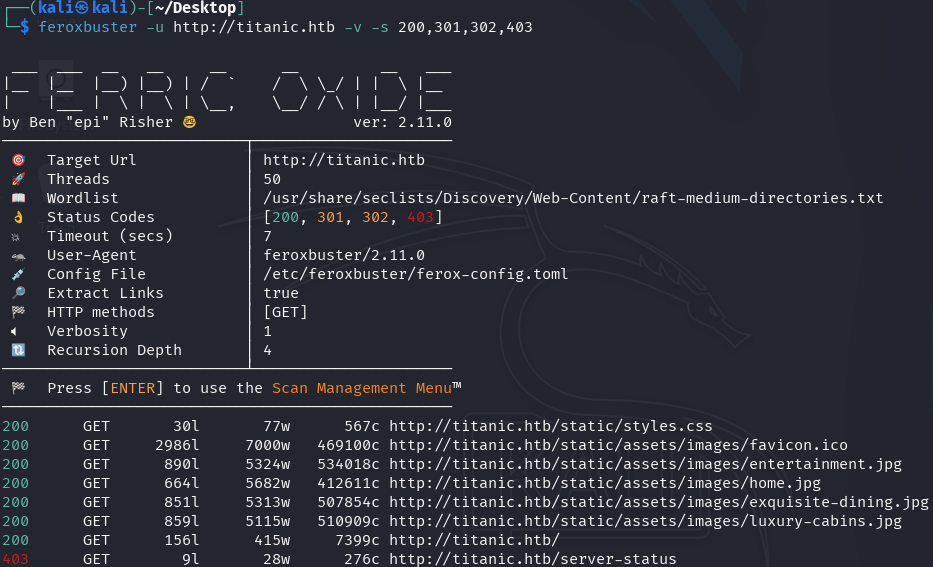 ┌──(kali㉿kali)-[~/Desktop]
└─$ feroxbuster -u http://titanic.htb -v -s 200,301,302,403
 ___  ___  __   __     __      __         __   ___
|__  |__  |__) |__) | /  `    /  \ \_/ | |  \ |__
|    |___ |  \ |  \ | \__,    \__/ / \ | |__/ |___
by Ben "epi" Risher 🤓                 ver: 2.11.0
🎯  Target Url            │ http://titanic.htb
🚀  Threads               │ 50
📖  Wordlist              │ /usr/share/seclists/Discovery/Web-Content/raft-medium-directories.txt
👌  Status Codes          │ [200, 301, 302, 403]
💥  Timeout (secs)        │ 7
🦡  User-Agent            │ feroxbuster/2.11.0
💉  Config File           │ /etc/feroxbuster/ferox-config.toml
🔎  Extract Links         │ true
🏁  HTTP methods          │ [GET]
🔈  Verbosity             │ 1
🔃  Recursion Depth       │ 4
🏁  Press [ENTER] to use the Scan Management Menu™
200      GET       30l       77w      567c http://titanic.htb/static/styles.css
200      GET     2986l     7000w   469100c http://titanic.htb/static/assets/images/favicon.ico
200      GET      890l     5324w   534018c http://titanic.htb/static/assets/images/entertainment.jpg
200      GET      664l     5682w   412611c http://titanic.htb/static/assets/images/home.jpg
200      GET      851l     5313w   507854c http://titanic.htb/static/assets/images/exquisite-dining.jpg
200      GET      859l     5115w   510909c http://titanic.htb/static/assets/images/luxury-cabins.jpg
200      GET      156l      415w     7399c http://titanic.htb/
403      GET        9l       28w      276c http://titanic.htb/server-status